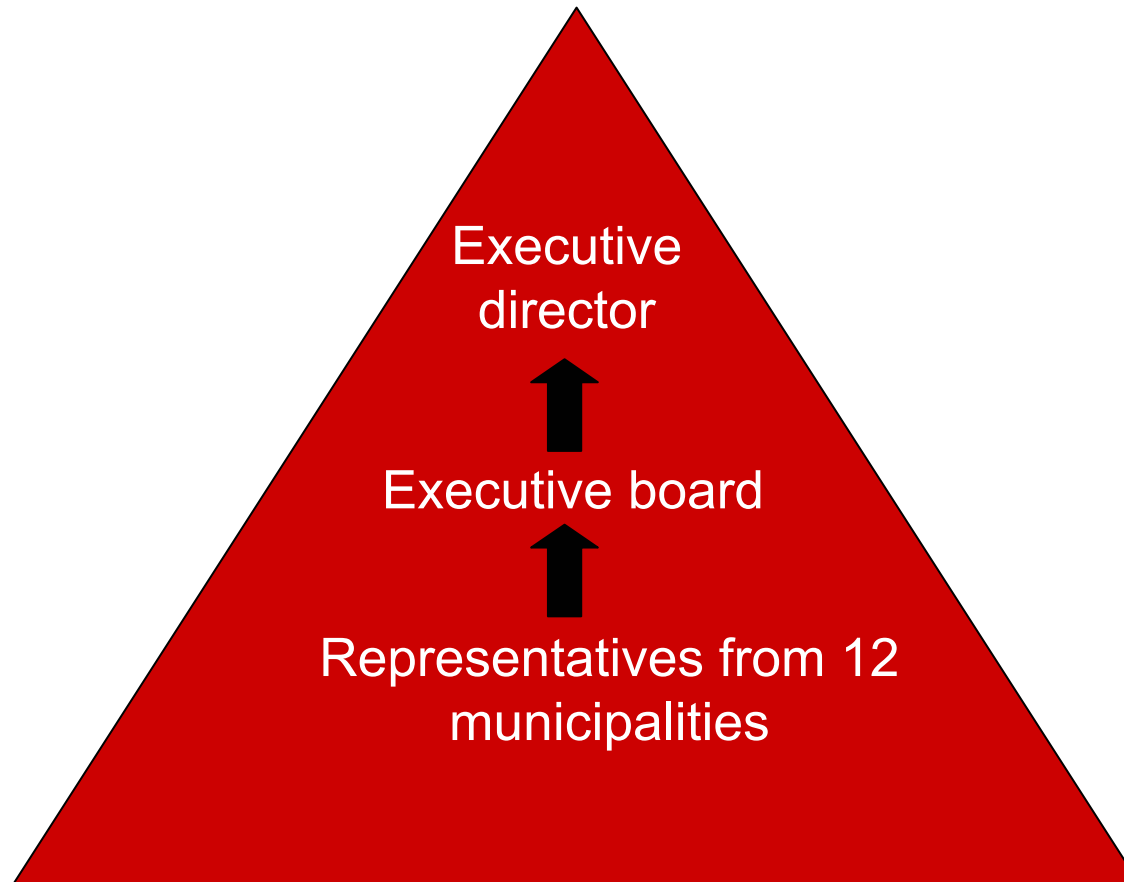 Executive
director
Executive board
Representatives from 12
municipalities